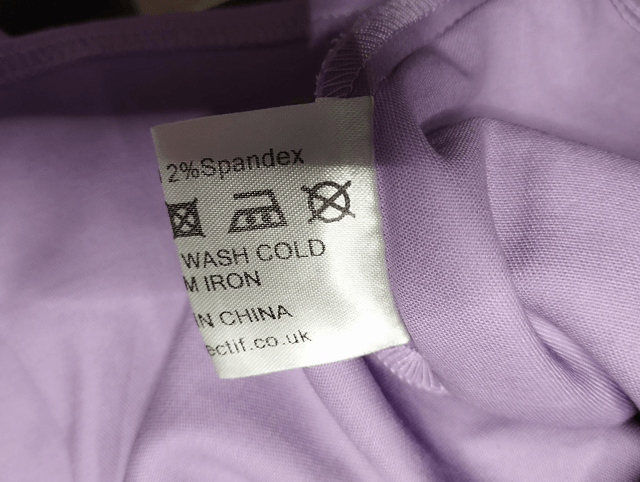 2%Spandex
WASH COLD
M IRON
IN CHINA
ectif.co.uk